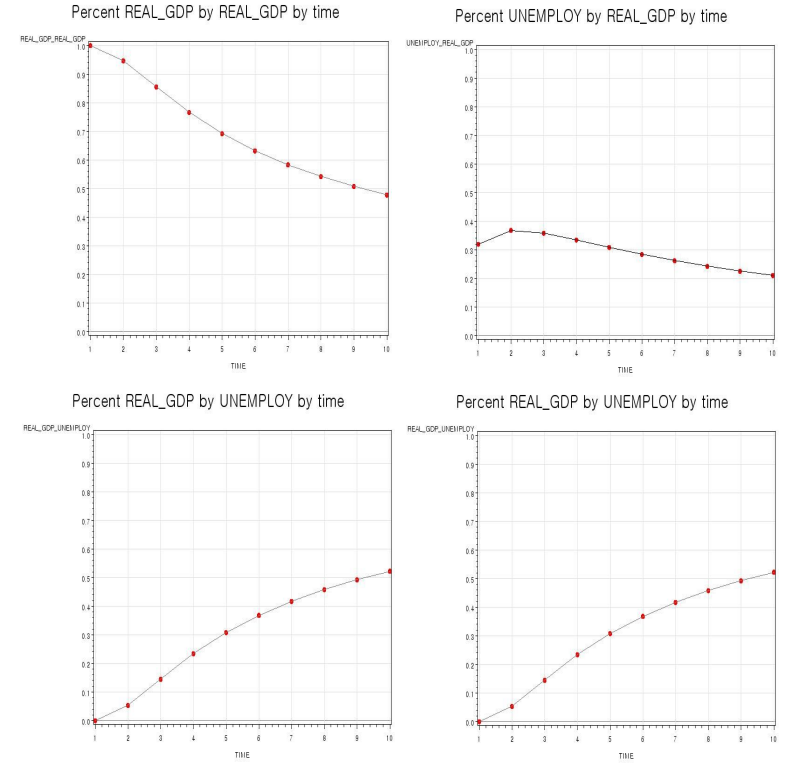 Percent REAL_GDP by REAL_GDP by time
REAL_GDP_REAL_GDP
1.0
0.9
0.8
0.7
0.6
0.5
0.4
0.3
0.2
0.1
0.0
1 2 3 4 5 6 7 8 9 10
TIME
Percent UNEMPLOY by REAL_GDP by time
UNEMPLOY_REAL_GDP
1.0
0.9
0.8
0.7
0.6
0.5
0.4
0.3
0.2
0.1
0.0
1 2 3 4 5 6 7 8 9 10
TIME
Percent REAL_GDP by UNEMPLOY by time
REAL_GDP_UNEMPLOY
1.0
0.9
0.8
0.7
0.6
0.5
0.4
0.3
0.2
0.1
0.0
1 2 3 4 5 6 7 8 9 10
TIME
Percent REAL_GDP by UNEMPLOY by time
REAL_GDP_UNEMPLOY
1.0
0.9
0.8
0.7
0.6
0.5
0.4
0.3
0.2
0.1
0.0
1 2 3 4 5 6 7 8 9 10
TIME